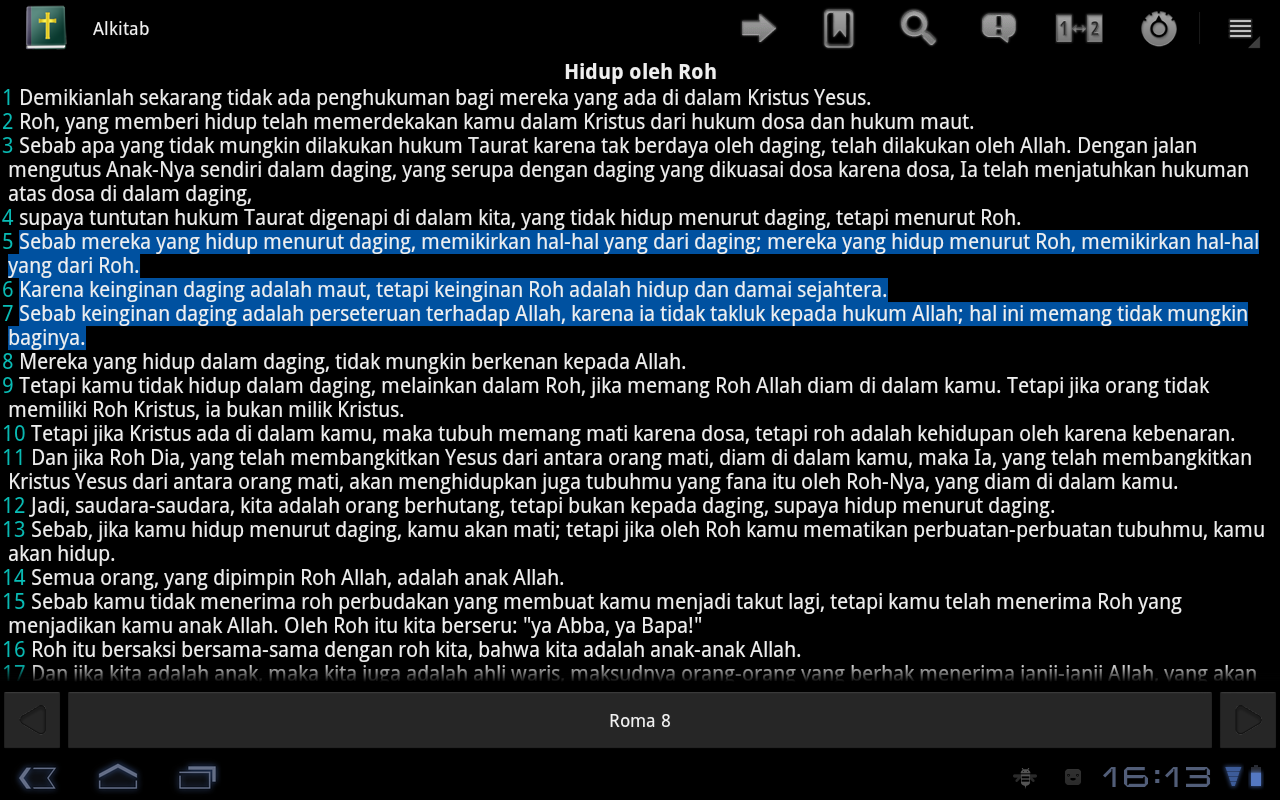 Alkitab
1↔2
Hidup oleh Roh
1 Demikianlah sekarang tidak ada penghukuman bagi mereka yang ada di dalam Kristus Yesus.
2 Roh, yang memberi hidup telah memerdekakan kamu dalam Kristus dari hukum dosa dan hukum maut.
3 Sebab apa yang tidak mungkin dilakukan hukum Taurat karena tak berdaya oleh daging, telah dilakukan oleh Allah. Dengan jalan
mengutus Anak-Nya sendiri dalam daging, yang serupa dengan daging yang dikuasai dosa karena dosa, Ia telah menjatuhkan hukuman
atas dosa di dalam daging,
4 supaya tuntutan hukum Taurat digenapi di dalam kita, yang tidak hidup menurut daging, tetapi menurut Roh.
5 Sebab mereka yang hidup menurut daging, memikirkan hal-hal yang dari daging; mereka yang hidup menurut Roh, memikirkan hal-hal
yang dari Roh.
6 Karena keinginan daging adalah maut, tetapi keinginan Roh adalah hidup dan damai sejahtera.
7 Sebab keinginan daging adalah perseteruan terhadap Allah, karena ia tidak takluk kepada hukum Allah; hal ini memang tidak mungkin
baginya.
8 Mereka yang hidup dalam daging, tidak mungkin berkenan kepada Allah.
9 Tetapi kamu tidak hidup dalam daging, melainkan dalam Roh, jika memang Roh Allah diam di dalam kamu. Tetapi jika orang tidak
memiliki Roh Kristus, ia bukan milik Kristus.
10 Tetapi jika Kristus ada di dalam kamu, maka tubuh memang mati karena dosa, tetapi roh adalah kehidupan oleh karena kebenaran.
11 Dan jika Roh Dia, yang telah membangkitkan Yesus dari antara orang mati, diam di dalam kamu, maka Ia, yang telah membangkitkan
Kristus Yesus dari antara orang mati, akan menghidupkan juga tubuhmu yang fana itu oleh Roh-Nya, yang diam di dalam kamu.
12 Jadi, saudara-saudara, kita adalah orang berhutang, tetapi bukan kepada daging, supaya hidup menurut daging.
13 Sebab, jika kamu hidup menurut daging, kamu akan mati; tetapi jika oleh Roh kamu mematikan perbuatan-perbuatan tubuhmu, kamu
akan hidup.
14 Semua orang, yang dipimpin Roh Allah, adalah anak Allah.
15 Sebab kamu tidak menerima roh perbudakan yang membuat kamu menjadi takut lagi, tetapi kamu telah menerima Roh yang
menjadikan kamu anak Allah. Oleh Roh itu kita berseru: "ya Abba, ya Bapa!"
16 Roh itu bersaksi bersama-sama dengan roh kita, bahwa kita adalah anak-anak Allah.
17 Dan jika kita adalah anak, maka kita juga adalah ahli waris, maksudnya orang-orang yang berhak menerima janji-janji Allah, yang akan
Roma 8
16:13